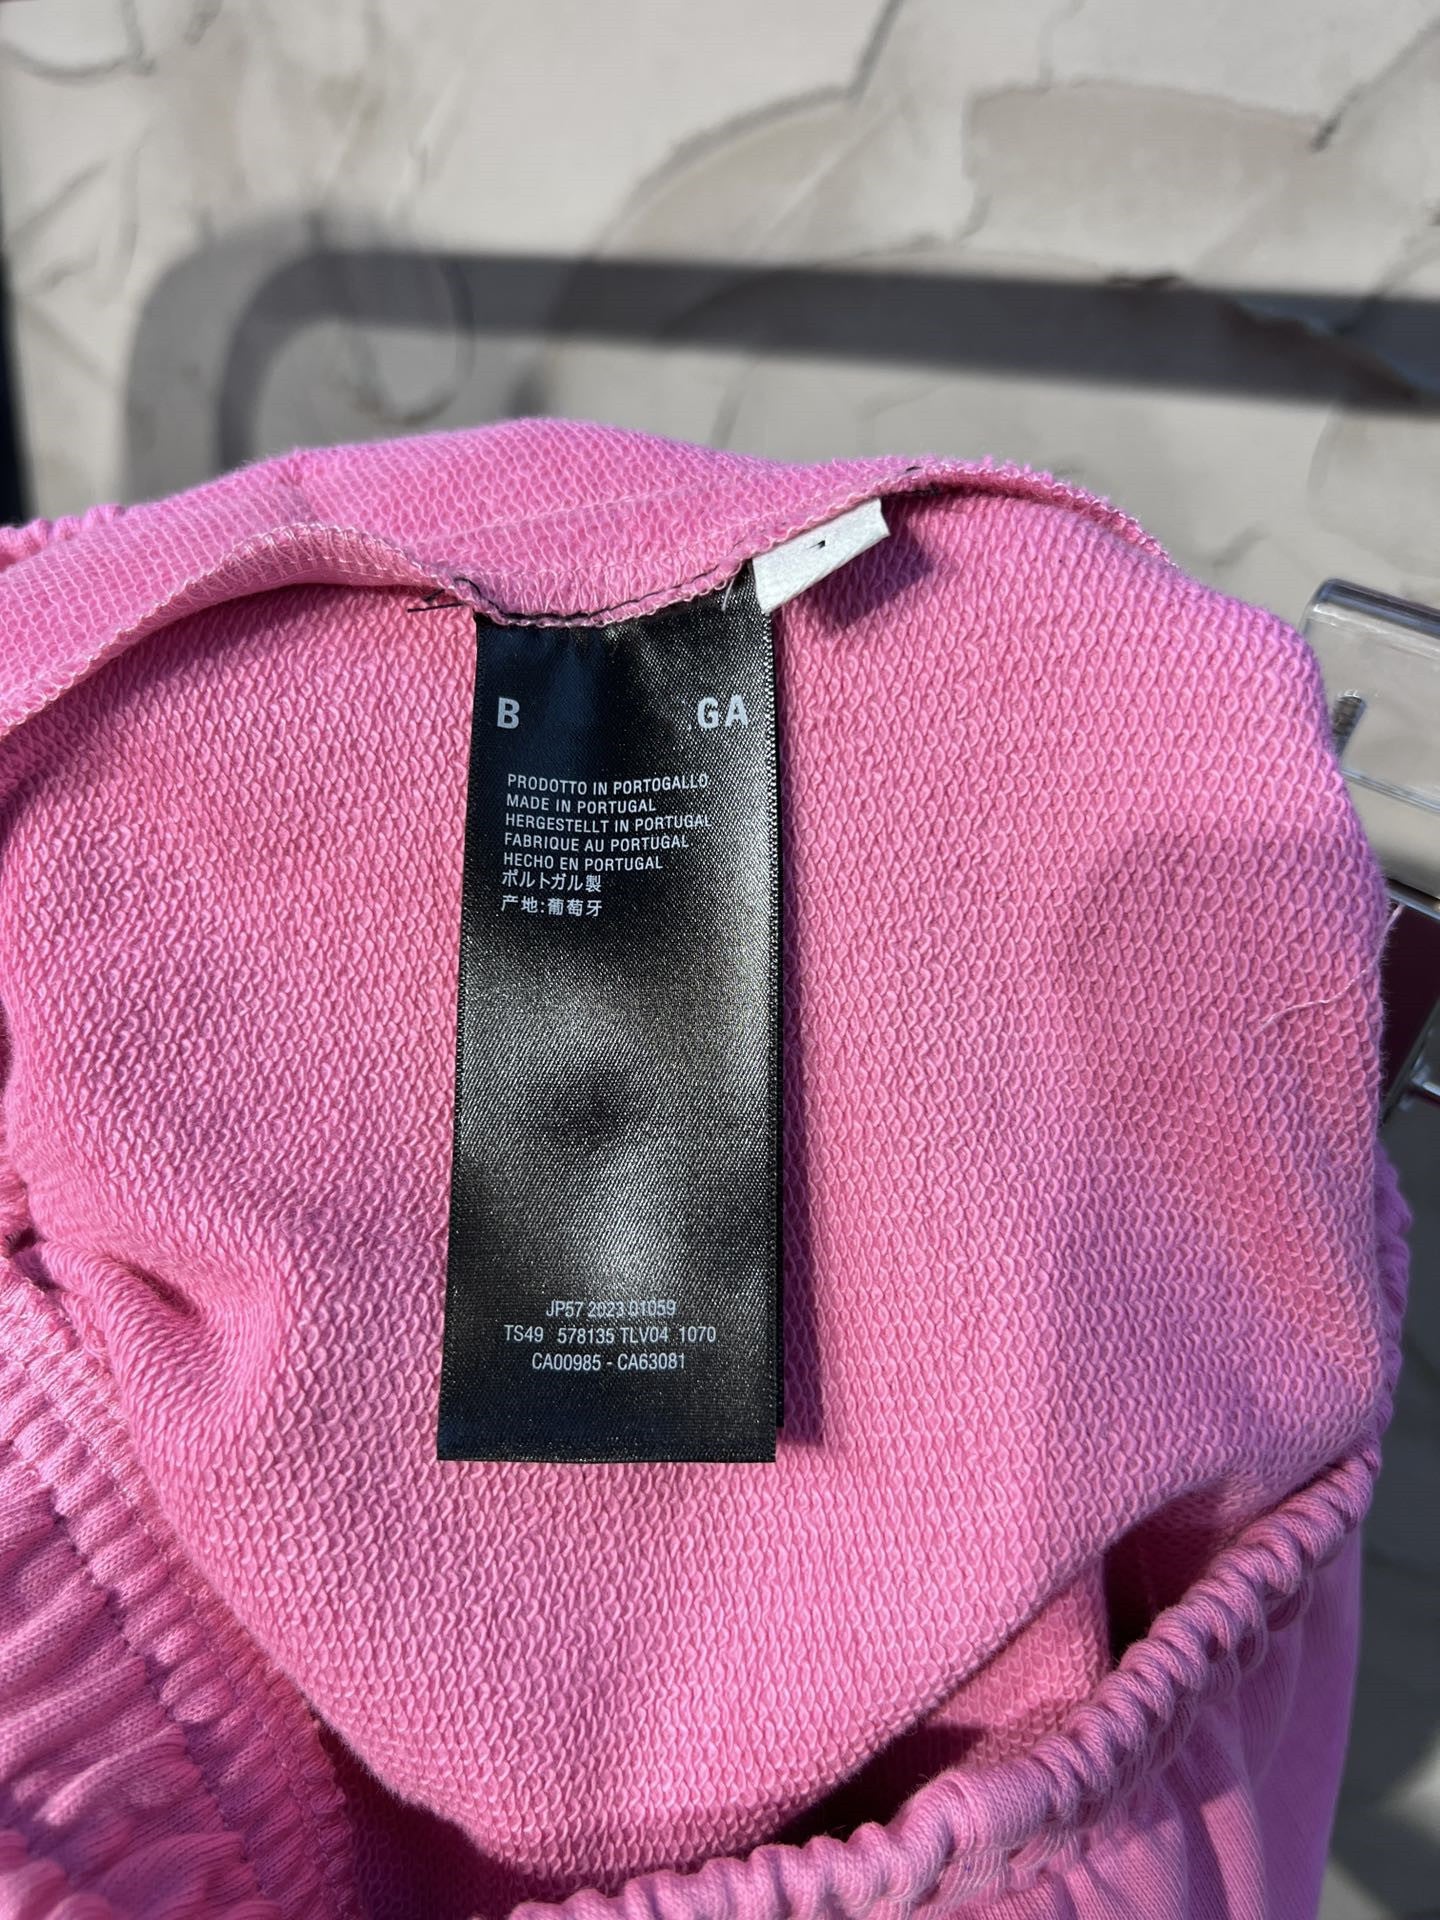 B GA
PRODOTTO IN PORTOGALLO
MADE IN PORTUGAL
HERGESTELLT IN PORTUGAL
FABRIQUE AU PORTUGAL
HECHO EN PORTUGAL
ポルトガル製
产地:葡萄牙
JP57 2023 01059
TS49 578135 TLV04 1070
CA00985 - CA63081